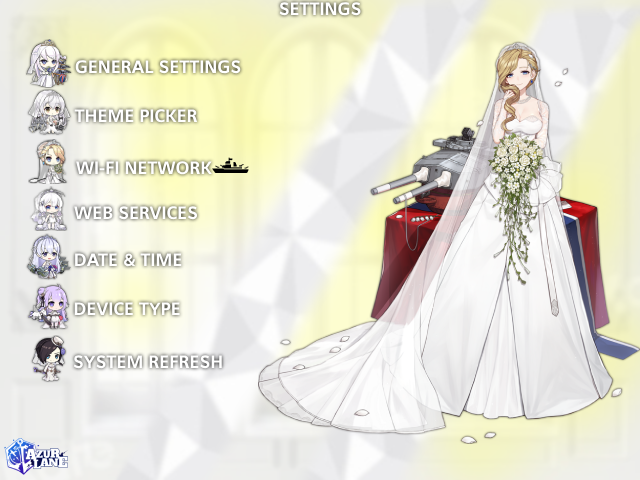 SETTINGS
GENERAL SETTINGS
THEME PICKER
WI-FI NETWORK
WEB SERVICES
DATE & TIME
DEVICE TYPE
SYSTEM REFRESH
AZUR
LANE